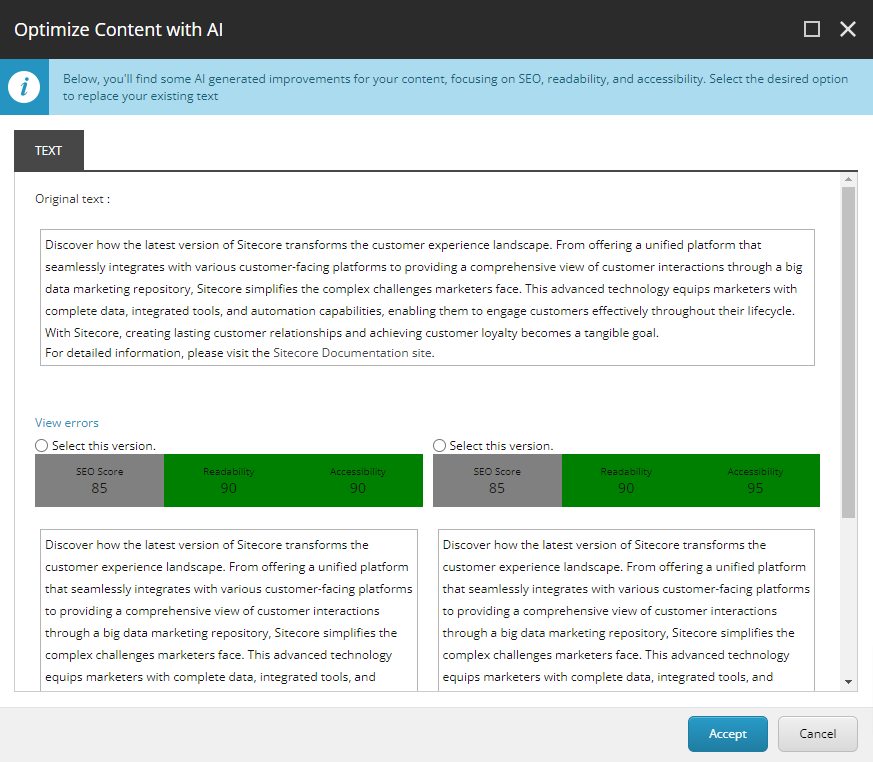 Optimize Content with AI
Below, you'll find some AI generated improvements for your content, focusing on SEO, readability, and accessibility. Select the desired option
to replace your existing text
TEXT
Original text :
Discover how the latest version of Sitecore transforms the customer experience landscape. From offering a unified platform that
seamlessly integrates with various customer-facing platforms to providing a comprehensive view of customer interactions through a big
data marketing repository, Sitecore simplifies the complex challenges marketers face. This advanced technology equips marketers with
complete data, integrated tools, and automation capabilities, enabling them to engage customers effectively throughout their lifecycle.
With Sitecore, creating lasting customer relationships and achieving customer loyalty becomes a tangible goal.
For detailed information, please visit the Sitecore Documentation site.
View errors
Select this version.
SEO Score Readability Accessibility
85 90 90
Discover how the latest version of Sitecore transforms the
customer experience landscape. From offering a unified platform
that seamlessly integrates with various customer-facing platforms
to providing a comprehensive view of customer interactions
through a big data marketing repository, Sitecore simplifies the
complex challenges marketers face. This advanced technology
equips marketers with complete data, integrated tools, and
Select this version.
SEO Score Readability Accessibility
85 90 95
Discover how the latest version of Sitecore transforms the
customer experience landscape. From offering a unified platform
that seamlessly integrates with various customer-facing platforms
to providing a comprehensive view of customer interactions
through a big data marketing repository, Sitecore simplifies the
complex challenges marketers face. This advanced technology
equips marketers with complete data, integrated tools, and
Accept
Cancel